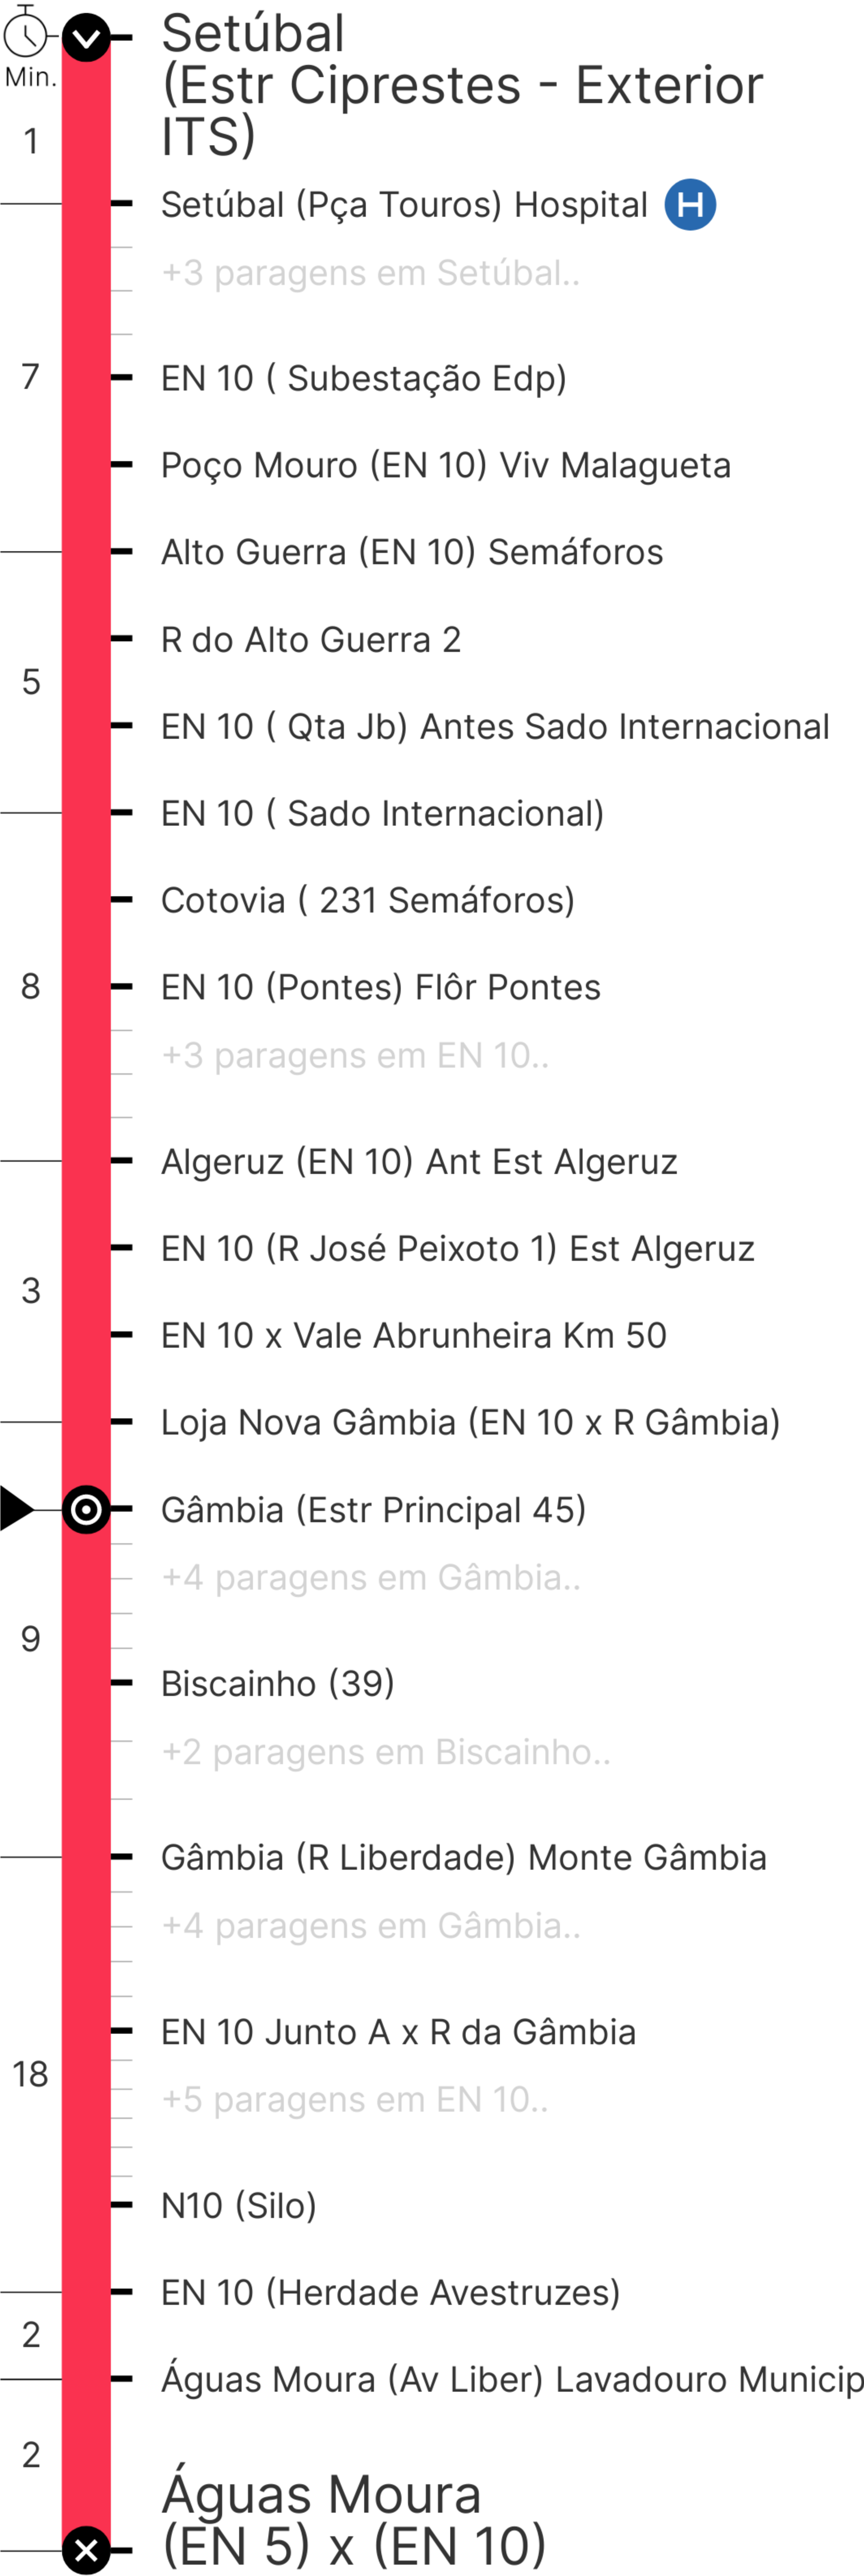 Setúbal
(Estr Ciprestes - Exterior
ITS)
Min.
1
Setúbal (Pça Touros) Hospital H
+3 paragens em Setúbal..
7
EN 10 ( Subestação Edp)
Poço Mouro (EN 10) Viv Malagueta
Alto Guerra (EN 10) Semáforos
R do Alto Guerra 2
5
EN 10 ( Qta Jb) Antes Sado Internacional
EN 10 ( Sado Internacional)
Cotovia ( 231 Semáforos)
8
EN 10 (Pontes) Flôr Pontes
+3 paragens em EN 10..
Algeruz (EN 10) Ant Est Algeruz
EN 10 (R José Peixoto 1) Est Algeruz
3
EN 10 x Vale Abrunheira Km 50
Loja Nova Gâmbia (EN 10 x R Gâmbia)
Gâmbia (Estr Principal 45)
+4 paragens em Gâmbia..
9
Biscainho (39)
+2 paragens em Biscainho..
Gâmbia (R Liberdade) Monte Gâmbia
+4 paragens em Gâmbia..
EN 10 Junto A x R da Gâmbia
18
+5 paragens em EN 10..
N10 (Silo)
EN 10 (Herdade Avestruzes)
2
Águas Moura (Av Liber) Lavadouro Municip
2
Águas Moura
(EN 5) x (EN 10)